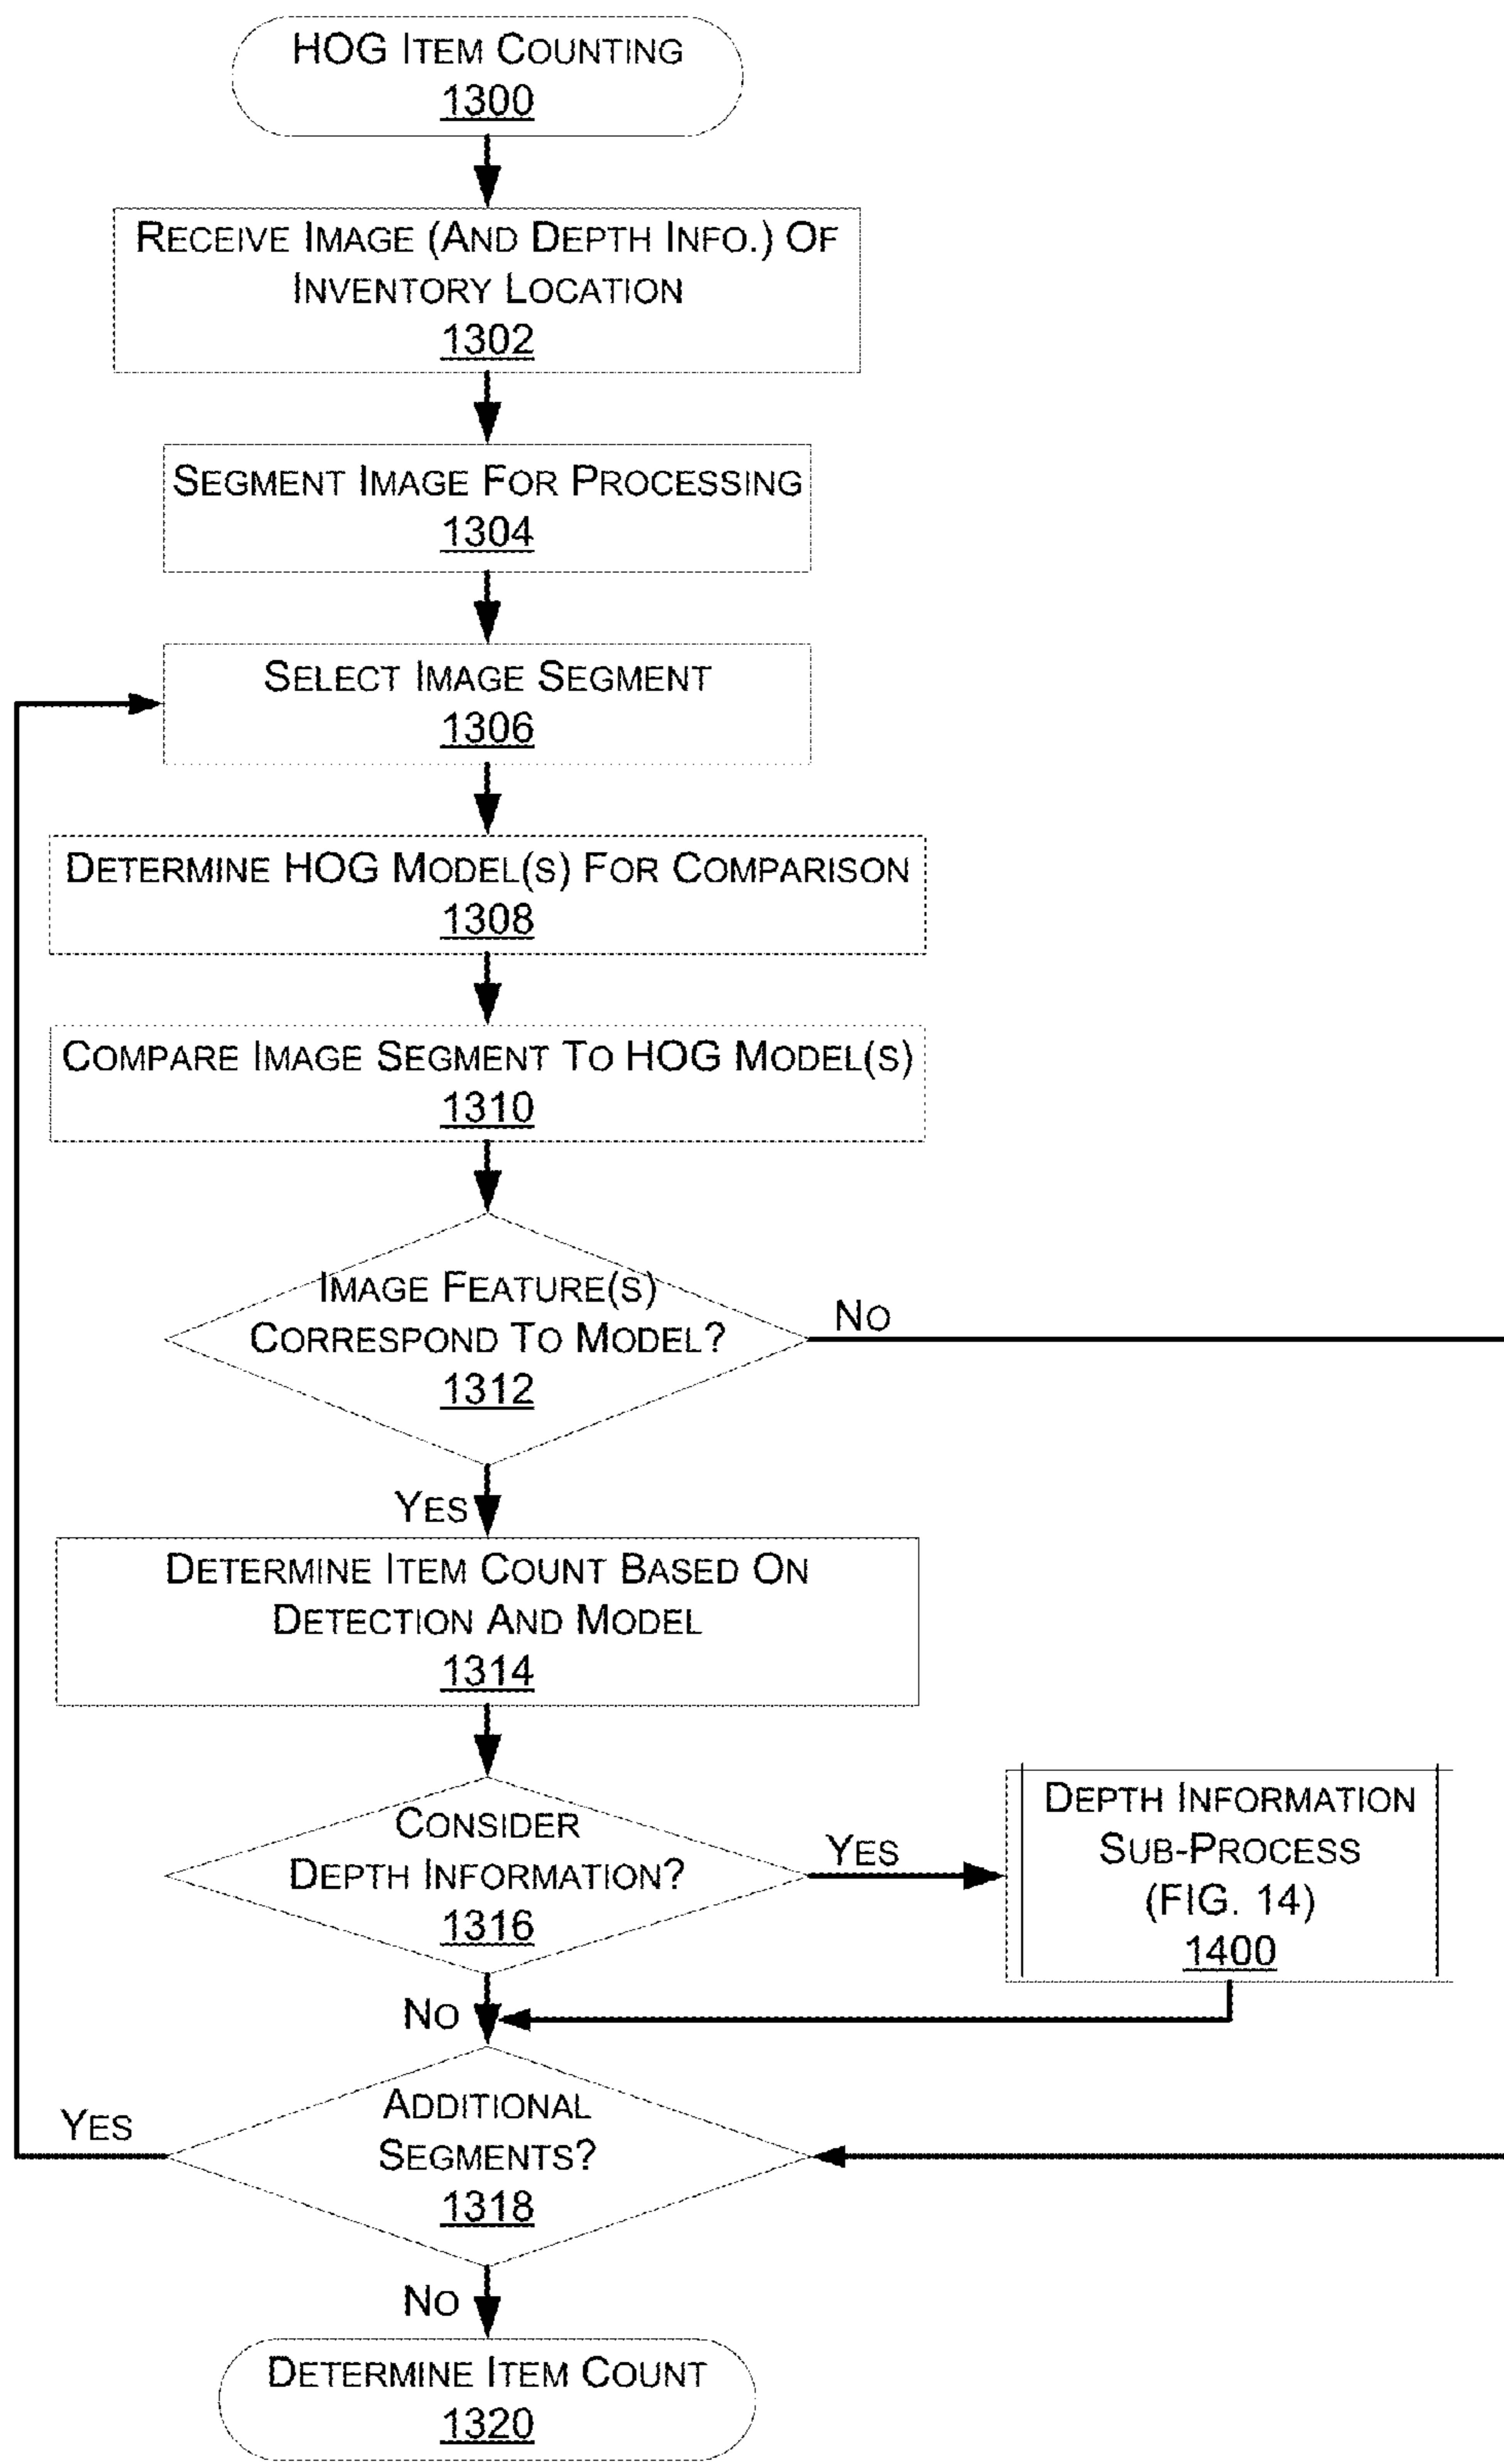 HOG ITEM COUNTING
1300
RECEIVE IMAGE (AND DEPTH INFO.) OF
INVENTORY LOCATION
1302
SEGMENT IMAGE FOR PROCESSING
1304
SELECT IMAGE SEGMENT
1306
DETERMINE HOG MODEL(S) FOR COMPARISON
1308
COMPARE IMAGE SEGMENT TO HOG MODEL(S)
1310
IMAGE FEATURE(S)
CORRESPOND TO MODEL?
1312
NO
YES
DETERMINE ITEM COUNT BASED ON
DETECTION AND MODEL
1314
CONSIDER
DEPTH INFORMATION?
1316
YES
DEPTH INFORMATION
SUB-PROCESS
(FIG. 14)
1400
NO
ADDITIONAL
SEGMENTS?
1318
YES
NO
DETERMINE ITEM COUNT
1320